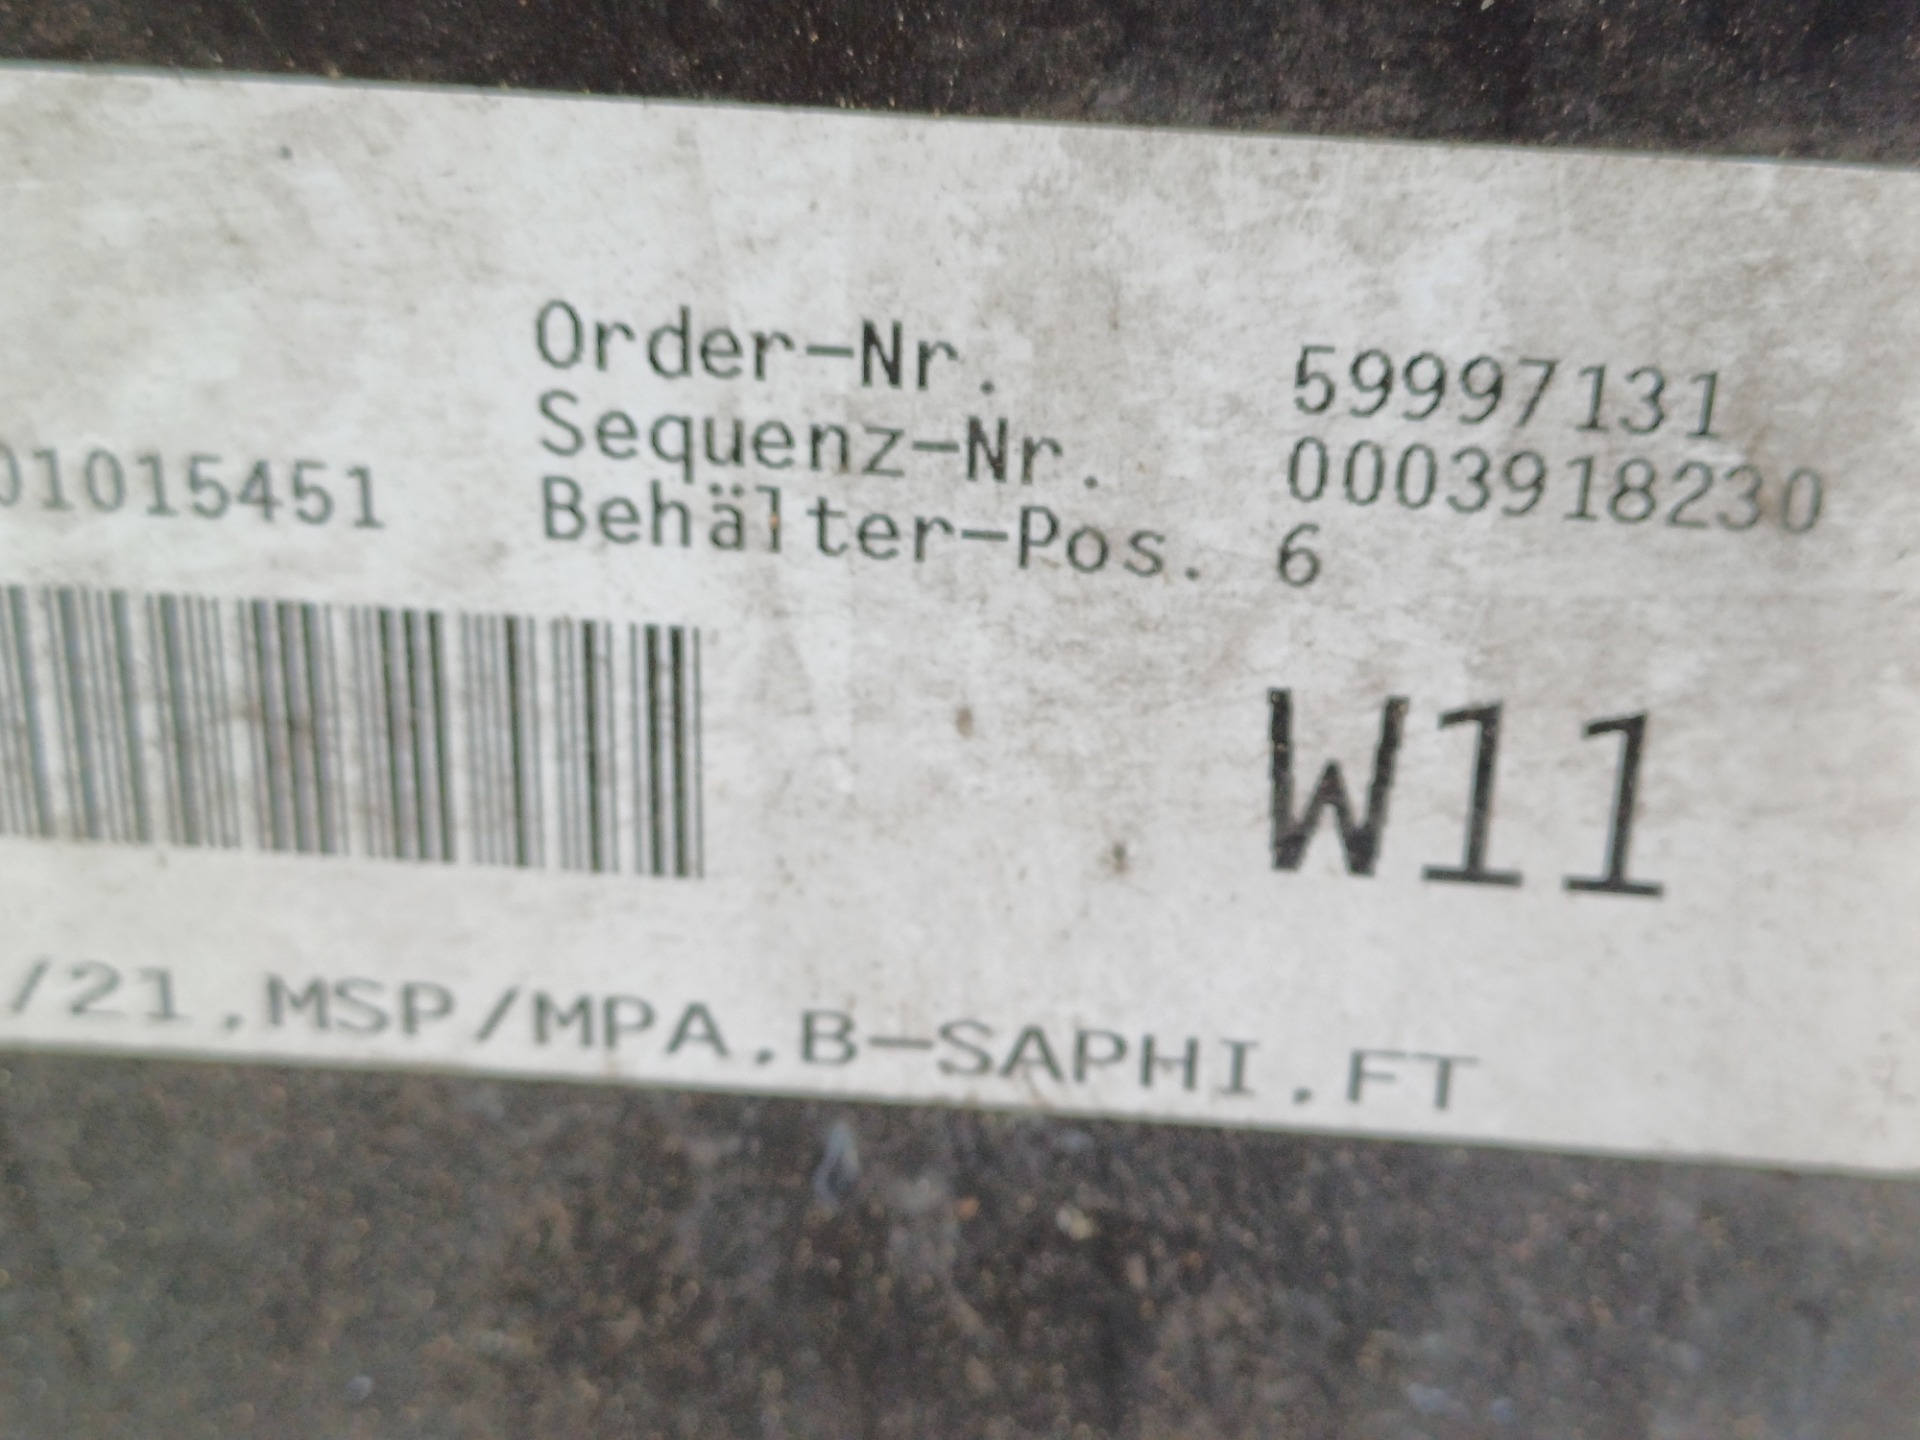 Order-Nr. 59997131
Sequenz-Nr. 0003918230
01015451
Behälter-Pos. 6
W11
/21,MSP/MPA,B-SAPHI,FT